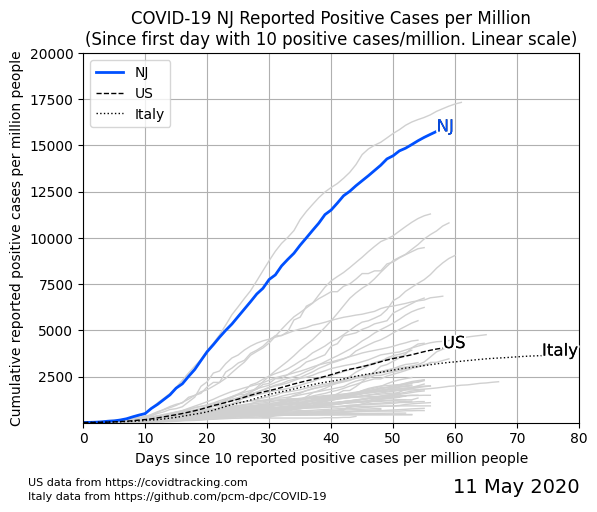 COVID-19 NJ Reported Positive Cases per Million
(Since first day with 10 positive cases/million. Linear scale)
Cumulative reported positive cases per million people
20000
17500
15000
12500
10000
7500
5000
2500
NJ
US
Italy
NJ
US
Italy
0 10 20 30 40 50 60 70 80
Days since 10 reported positive cases per million people
US data from https://covidtracking.com
Italy data from https://github.com/pcm-dpc/COVID-19
11 May 2020